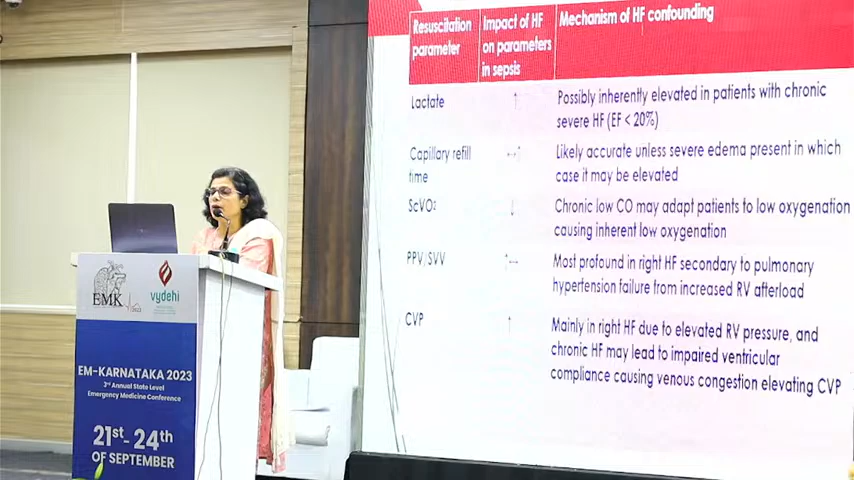 Resuscitation parameter
Impact of HF on parameters in sepsis
Mechanism of HF confounding
Lactate
↑
Possibly inherently elevated in patients with chronic
severe HF (EF < 20%)
Capillary refill
time
↔↑
Likely accurate unless severe edema present in which
case it may be elevated
ScVO₂
↓
Chronic low CO may adapt patients to low oxygenation
causing inherent low oxygenation
PPV/SVV
↑↔
Most profound in right HF secondary to pulmonary
hypertension failure from increased RV afterload
CVP
↑
Mainly in right HF due to elevated RV pressure, and
chronic HF may lead to impaired ventricular
compliance causing venous congestion elevating CVP
EMK
2023
vydehi
EM-KARNATAKA 2023
3rd Annual State Level
Emergency Medicine Conference
21st - 24th
OF SEPTEMBER